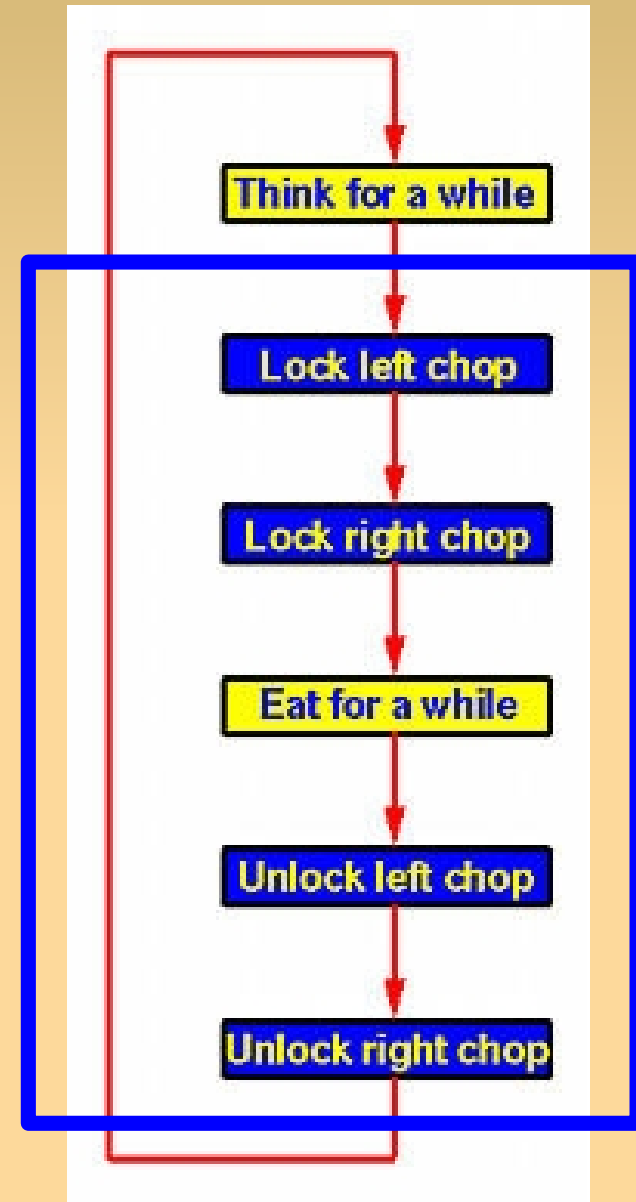 Think for a while
Lock left chop
Lock right chop
Eat for a while
Unlock left chop
Unlock right chop